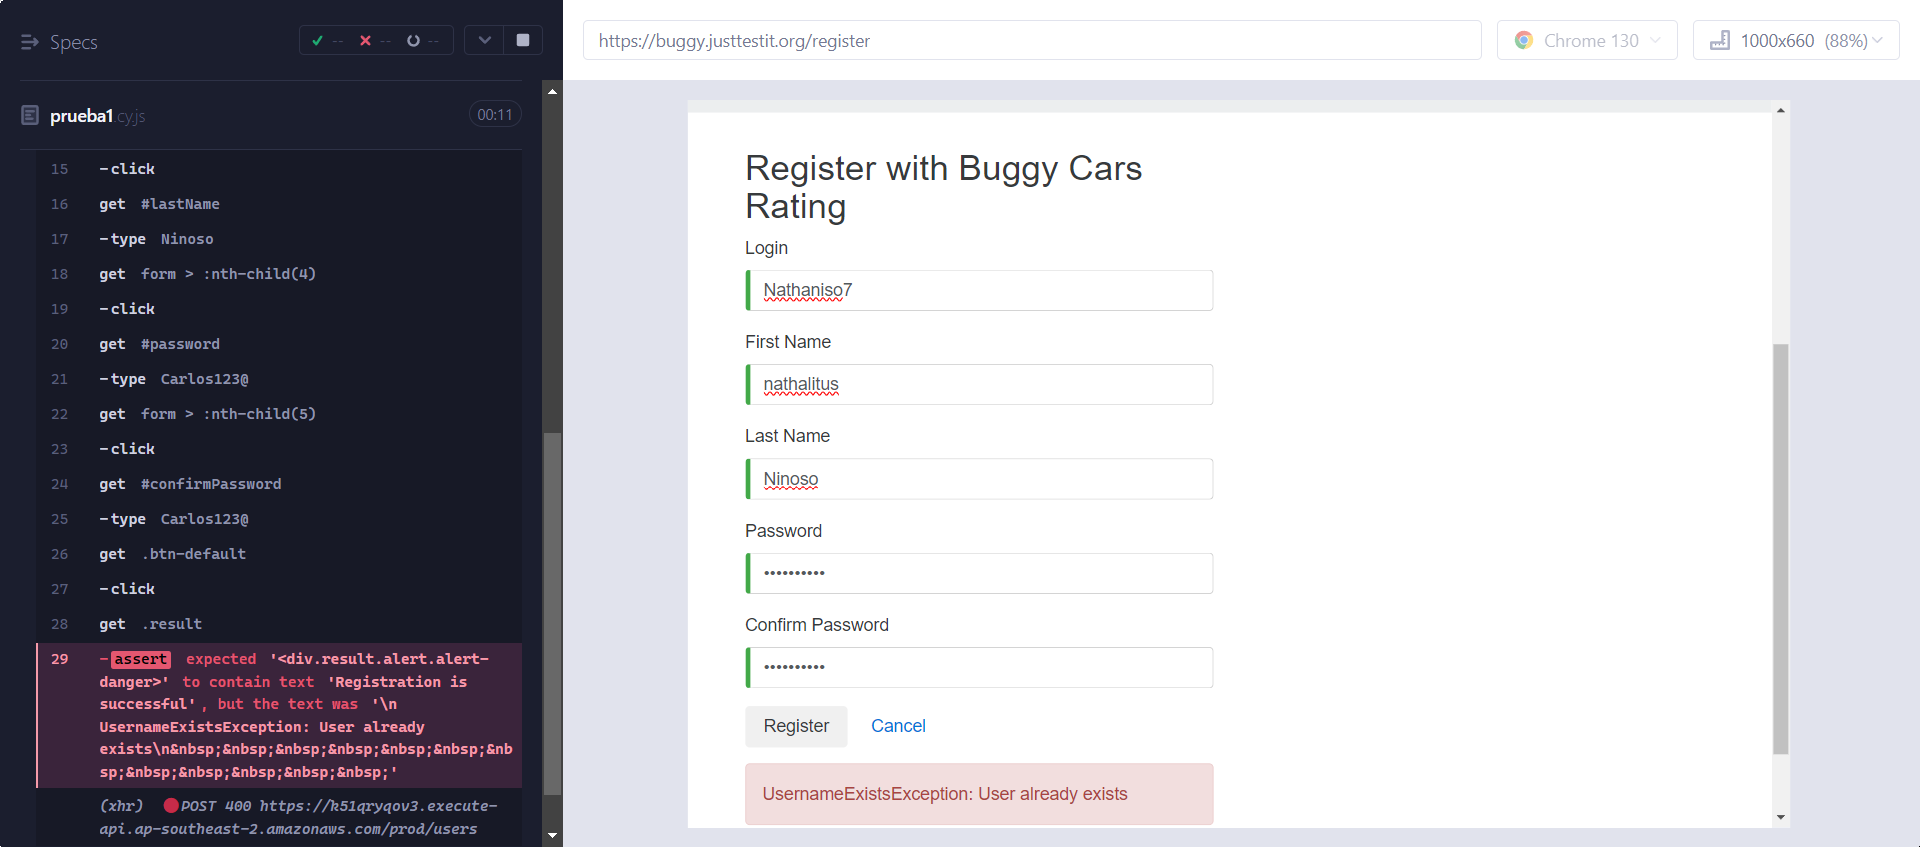 Specs
-- -- --
prueba1.cy.js
00:11
15 -click
16 get #lastName
17 -type Ninoso
18 get form > :nth-child(4)
19 -click
20 get #password
21 -type Carlos123@
22 get form > :nth-child(5)
23 -click
24 get #confirmPassword
25 -type Carlos123@
26 get .btn-default
27 -click
28 get .result
29 -assert expected '<div.result.alert.alert-
danger>' to contain text 'Registration is
successful', but the text was '\n
UsernameExistsException: User already
exists\n&nbsp;&nbsp;&nbsp;&nbsp;&nbsp;&nbsp;&nb
sp;&nbsp;&nbsp;&nbsp;&nbsp;&nbsp;'
(xhr) POST 400 https://k51qryqov3.execute-
api.ap-southeast-2.amazonaws.com/prod/users
https://buggy.justtestit.org/register
Chrome 130
1000x660 (88%)
Register with Buggy Cars
Rating
Login
Nathaniso7
First Name
nathalitus
Last Name
Ninoso
Password
••••••••••
Confirm Password
••••••••••
Register Cancel
UsernameExistsException: User already exists